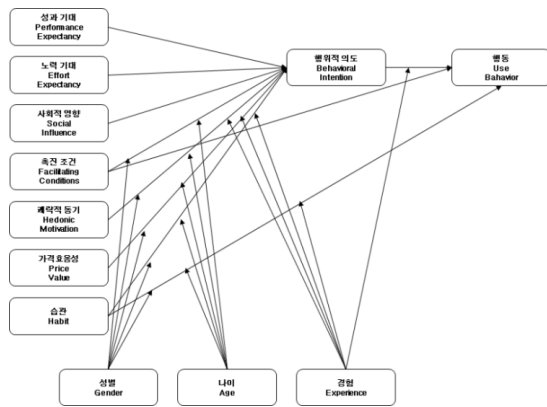 성과 기대
Performance
Expectancy
노력 기대
Effort
Expectancy
사회적 영향
Social
Influence
촉진 조건
Facilitating
Conditions
쾌락적 동기
Hedonic
Motivation
가격효용성
Price
Value
습관
Habit
행위적 의도
Behavioral
Intention
행동
Use
Bahavior
성별
Gender
나이
Age
경험
Experience